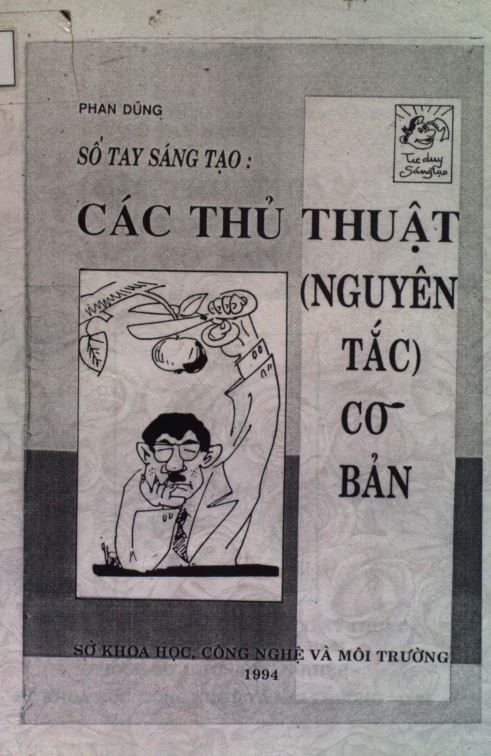 PHAN DŨNG
SỔ TAY SÁNG TẠO :
Tư duy
Sáng tạo
CÁC THỦ THUẬT
(NGUYÊN
TẮC)
CƠ
BẢN
SỞ KHOA HỌC, CÔNG NGHỆ VÀ MÔI TRƯỜNG
1994